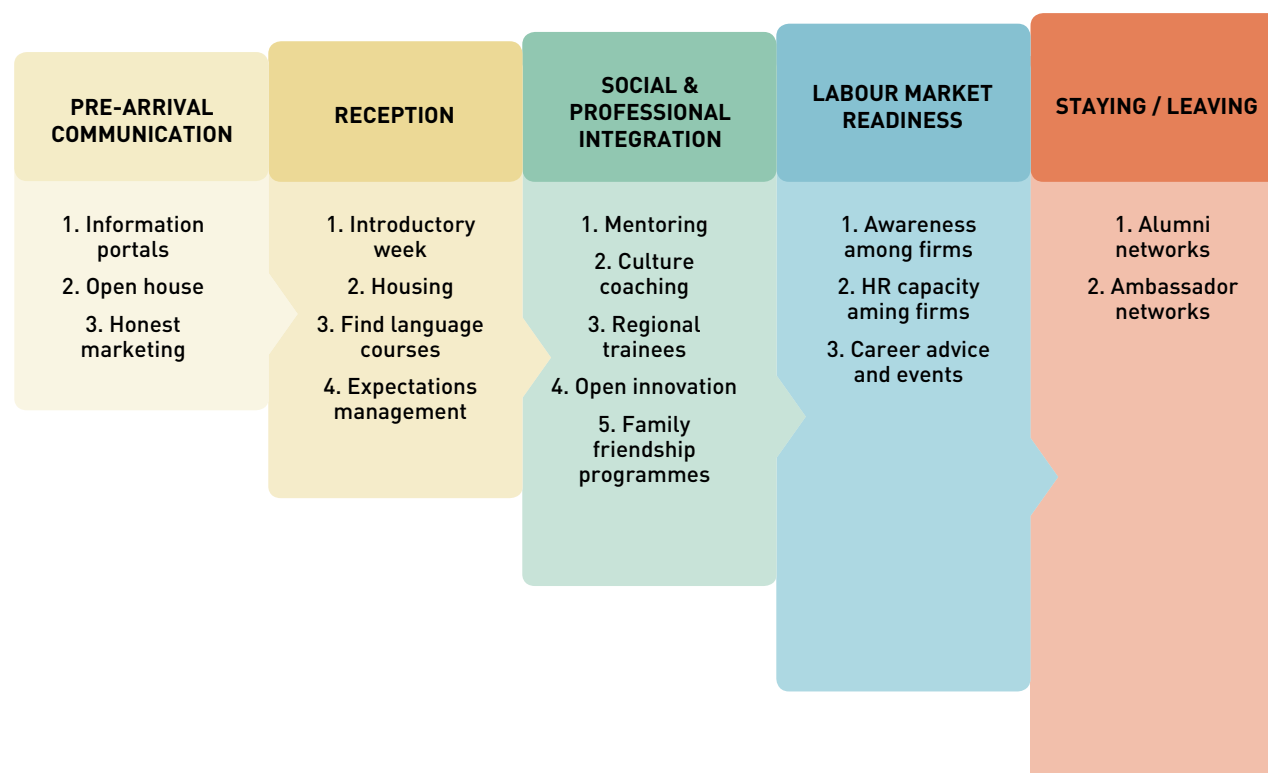 PRE-ARRIVAL
COMMUNICATION
1. Information
portals
2. Open house
3. Honest
marketing
RECEPTION
1. Introductory
week
2. Housing
3. Find language
courses
4. Expectations
management
SOCIAL &
PROFESSIONAL
INTEGRATION
1. Mentoring
2. Culture
coaching
3. Regional
trainees
4. Open innovation
5. Family
friendship
programmes
LABOUR MARKET
READINESS
1. Awareness
among firms
2. HR capacity
aming firms
3. Career advice
and events
STAYING / LEAVING
1. Alumni
networks
2. Ambassador
networks